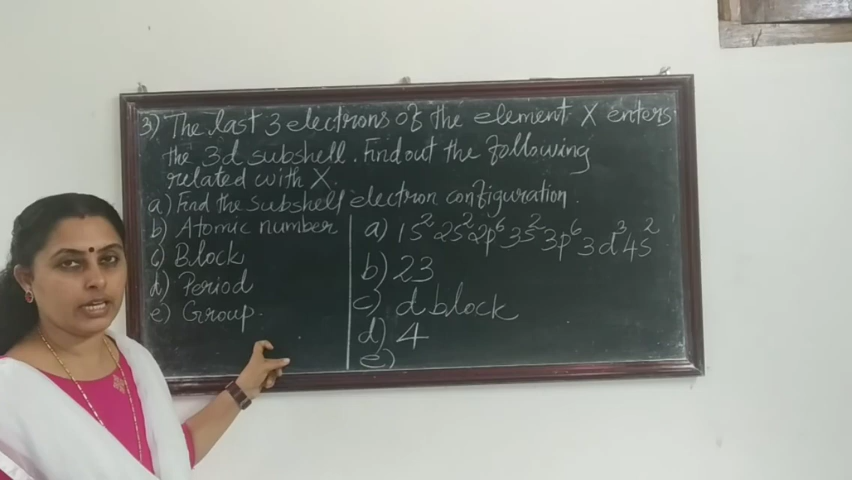 3) The last 3 electrons of the element X enters
the 3d subshell. Find out the following
related with X.
a) Find the subshell electron configuration.
b) Atomic number
c) Block
d) Period
e) Group.
a) 1s² 2s² 2p⁶ 3s² 3p⁶ 3d³ 4s²
b) 23
c) d block
d) 4
e)